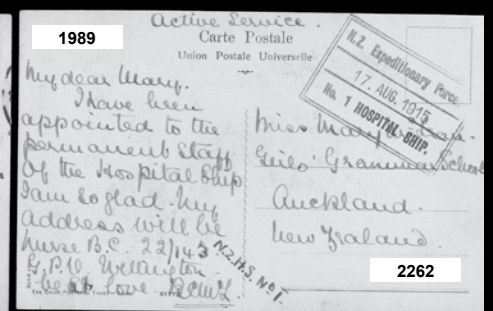 1989
Active Service.
Carte Postale
Union Postale Universelle
N.Z. Expeditionary Force
17. AUG. 1915
No. 1 HOSPITAL SHIP.
My dear Mary.
I have been
appointed to the
permanent Staff
of the Hospital Ship
I am so glad. My
address will be
Nurse B.C. 22/143
G.P.O. Wellington.
love.
N.Z.H.S. No 1.
Miss Mary
Girls' Grammar School
Auckland.
New Zealand.
2262